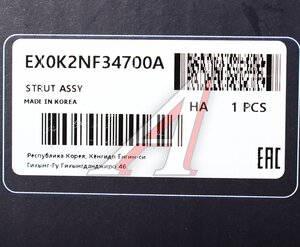 EX0K2NF34700A
STRUT ASSY
MADE IN KOREA
HA 1 PCS
Республика Корея, Кёнгидо Ёнгин-си
Гихынг-Гу Гихынгданджиро 46
EAC